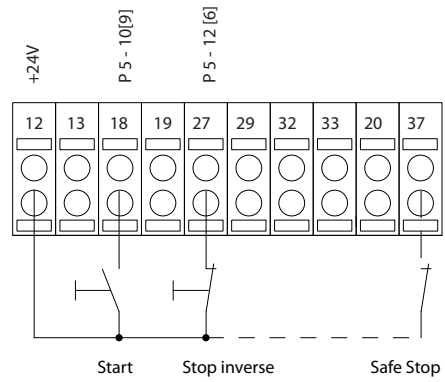 +24V
P 5 - 10[9]
P 5 - 12 [6]
12 13 18 19 27 29 32 33 20 37
Start Stop inverse Safe Stop